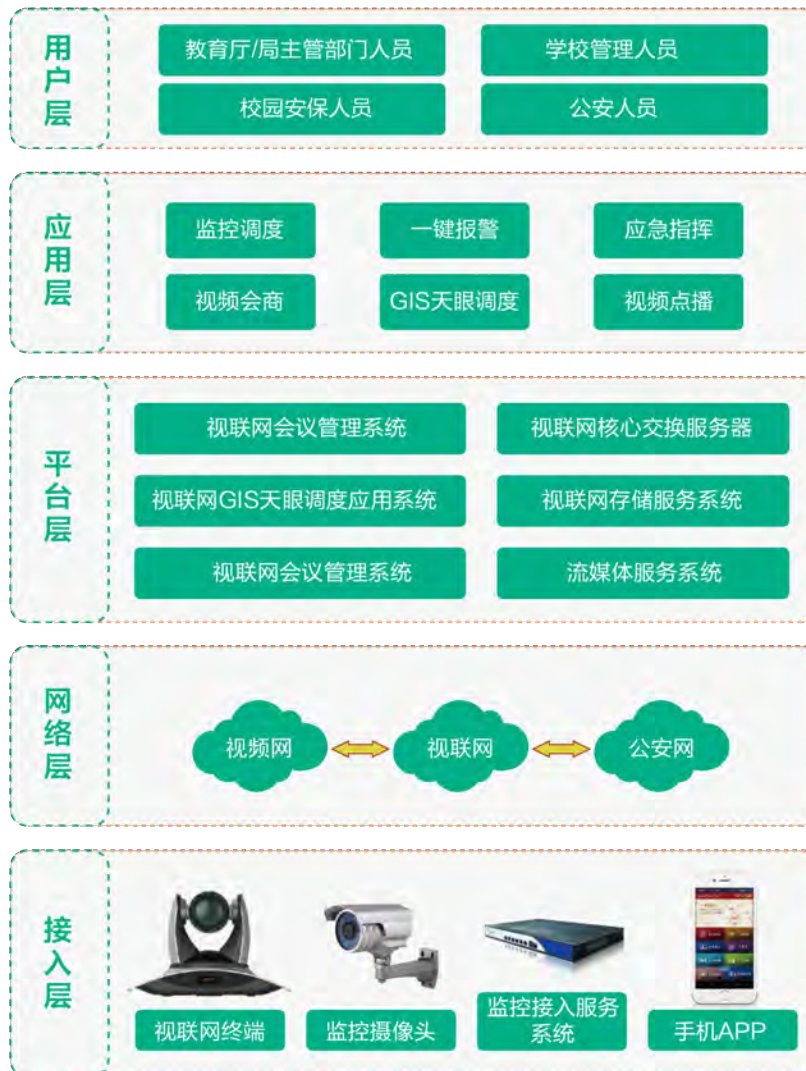 用户层
教育厅/局主管部门人员
学校管理人员
校园安保人员
公安人员
应用层
监控调度
一键报警
应急指挥
视频会商
GIS天眼调度
视频点播
平台层
视联网会议管理系统
视联网核心交换服务器
视联网GIS天眼调度应用系统
视联网存储服务系统
视联网会议管理系统
流媒体服务系统
网络层
视频网
视联网
公安网
接入层
视联网终端
监控摄像头
监控接入服务
系统
手机APP